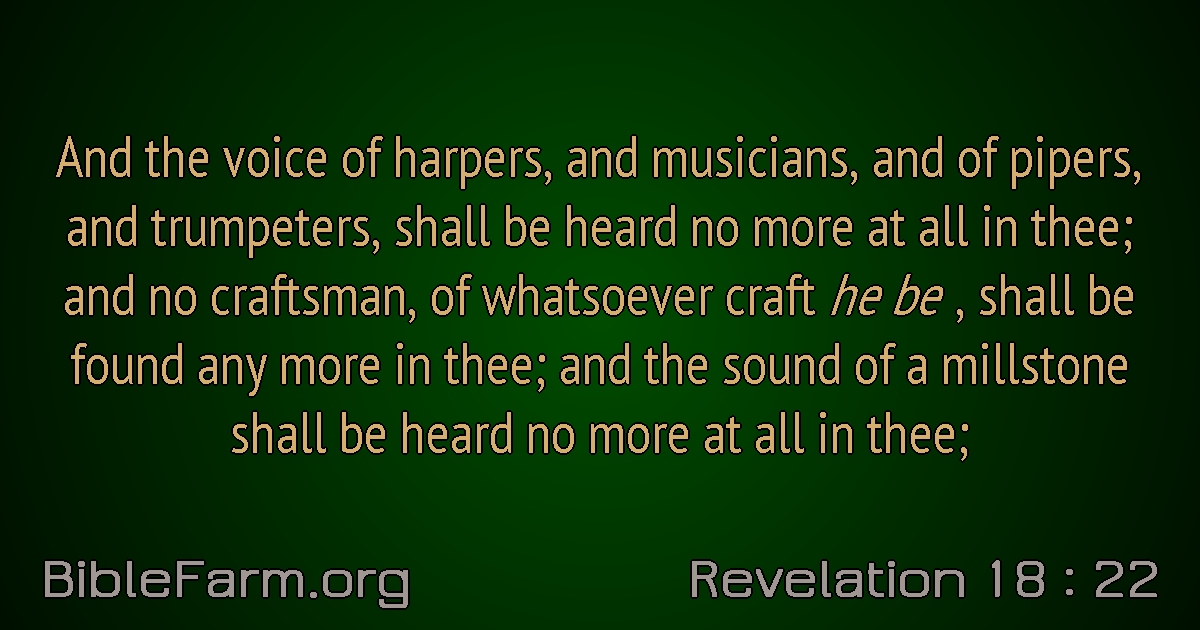 And the voice of harpers, and musicians, and of pipers,
and trumpeters, shall be heard no more at all in thee;
and no craftsman, of whatsoever craft he be , shall be
found any more in thee; and the sound of a millstone
shall be heard no more at all in thee;
BibleFarm.org
Revelation 18 : 22